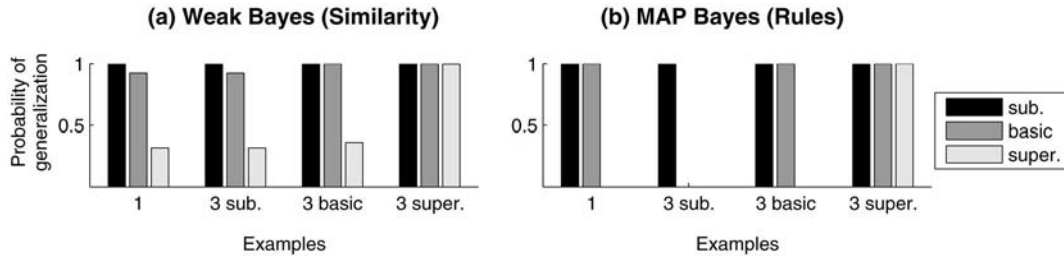 (a) Weak Bayes (Similarity)
(b) MAP Bayes (Rules)
Probability of
generalization
1
0.5
1 3 sub. 3 basic 3 super.
Examples
1
0.5
1 3 sub. 3 basic 3 super.
Examples
sub.
basic
super.